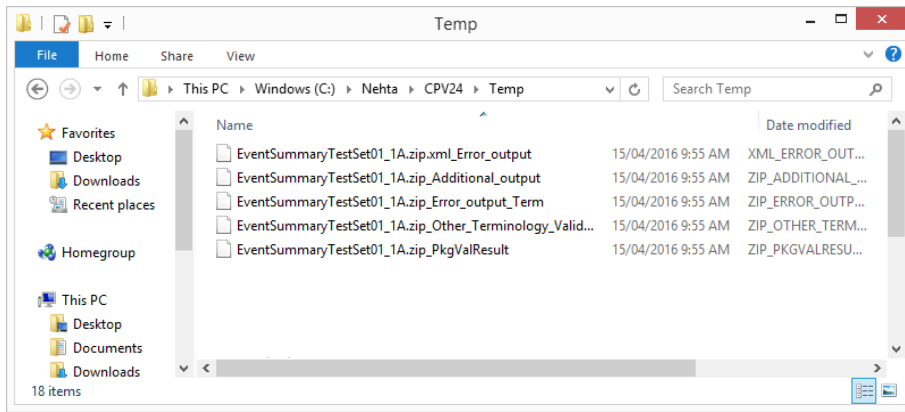 Temp
File Home Share View
This PC Windows (C:) Nehta CPV24 Temp Search Temp
Favorites
Desktop
Downloads
Recent places
Homegroup
This PC
Desktop
Documents
Downloads
Name Date modified
EventSummaryTestSet01_1A.zip.xml_Error_output 15/04/2016 9:55 AM XML_ERROR_OUT...
EventSummaryTestSet01_1A.zip_Additional_output 15/04/2016 9:55 AM ZIP_ADDITIONAL_...
EventSummaryTestSet01_1A.zip_Error_output_Term 15/04/2016 9:55 AM ZIP_ERROR_OUTP...
EventSummaryTestSet01_1A.zip_Other_Terminology_Valid... 15/04/2016 9:55 AM ZIP_OTHER_TERM...
EventSummaryTestSet01_1A.zip_PkgValResult 15/04/2016 9:55 AM ZIP_PKGVALRESU...
18 items